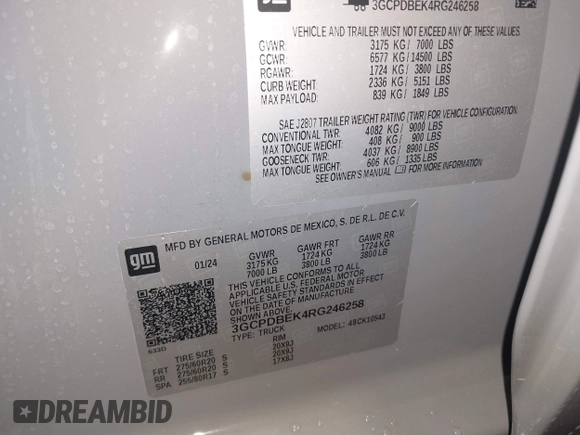 3GCPDBEK4RG246258
VEHICLE AND TRAILER MUST NOT EXCEED ANY OF THESE WEIGHTS
GVWR: 3175 KG / 7000 LBS
GCWR: 6577 KG / 14500 LBS
RGAWR: 1724 KG / 3800 LBS
CURB WEIGHT: 2336 KG / 5151 LBS
MAX PAYLOAD: 839 KG / 1849 LBS
SAE J2807 TRAILER WEIGHT RATING (TWR) FOR VEHICLE CONFIGURATION.
CONVENTIONAL TWR: 4082 KG / 9000 LBS
MAX TONGUE WEIGHT: 408 KG / 900 LBS
GOOSENECK TWR: 4037 KG / 8900 LBS
MAX TONGUE WEIGHT: 606 KG / 1335 LBS
SEE OWNER'S MANUAL FOR MORE INFORMATION
gm
MFD BY GENERAL MOTORS DE MEXICO, S. DE R.L. DE C.V.
01/24 GVWR GAWR FRT GAWR RR
3175 KG 1724 KG 1724 KG
7000 LB 3800 LB 3800 LB
THIS VEHICLE CONFORMS TO ALL
APPLICABLE U.S. FEDERAL MOTOR
VEHICLE SAFETY STANDARDS IN EFFECT
ON THE DATE OF MANUFACTURE
SHOWN ABOVE.
3GCPDBEK4RG246258
TYPE: TRUCK MODEL: 4SCK10543
633D
TIRE SIZE RIM
FRT 275/60R20 S 20X9J
RR 275/60R20 S 20X9J
SPA 255/80R17 S 17X8J
DREAMBID